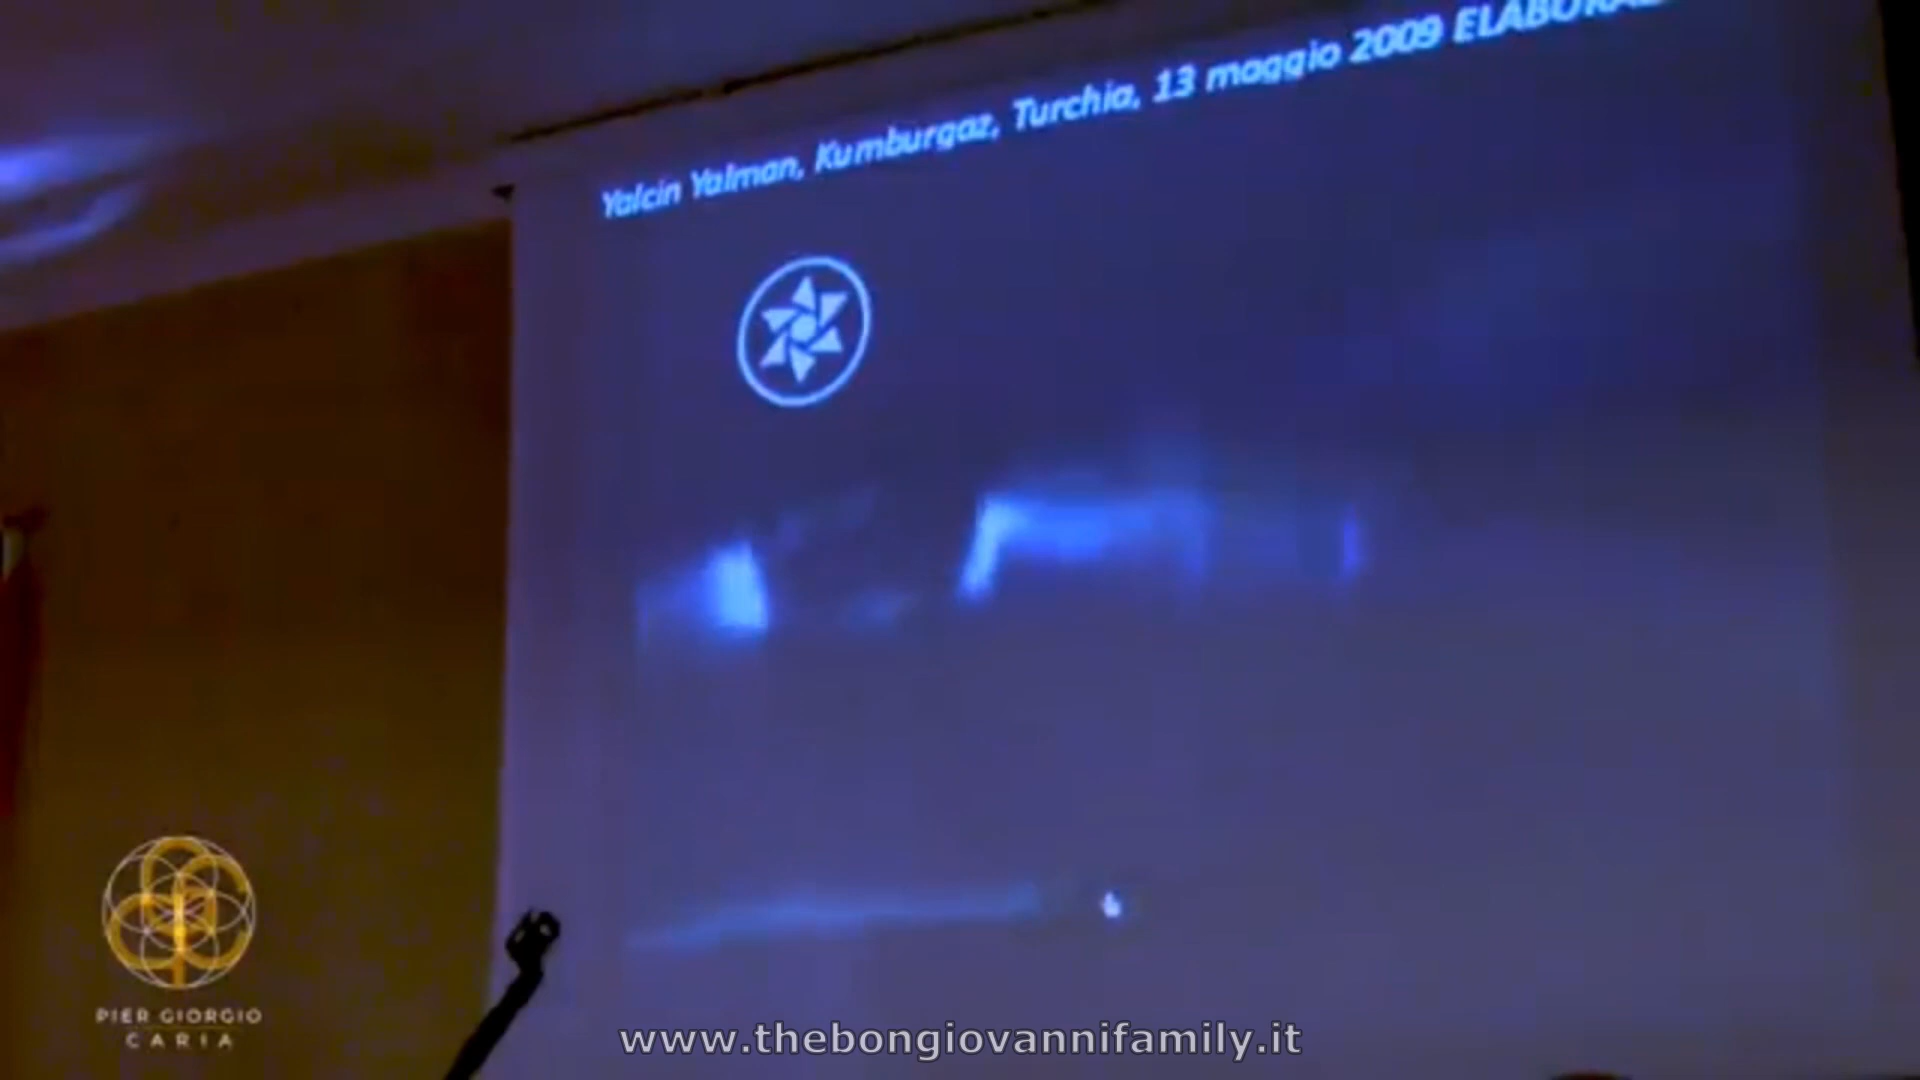 Yalcin Yalman, Kumburgaz, Turchia, 13 maggio 2009
PIER GIORGIO
CARIA
www.thebongiovannifamily.it